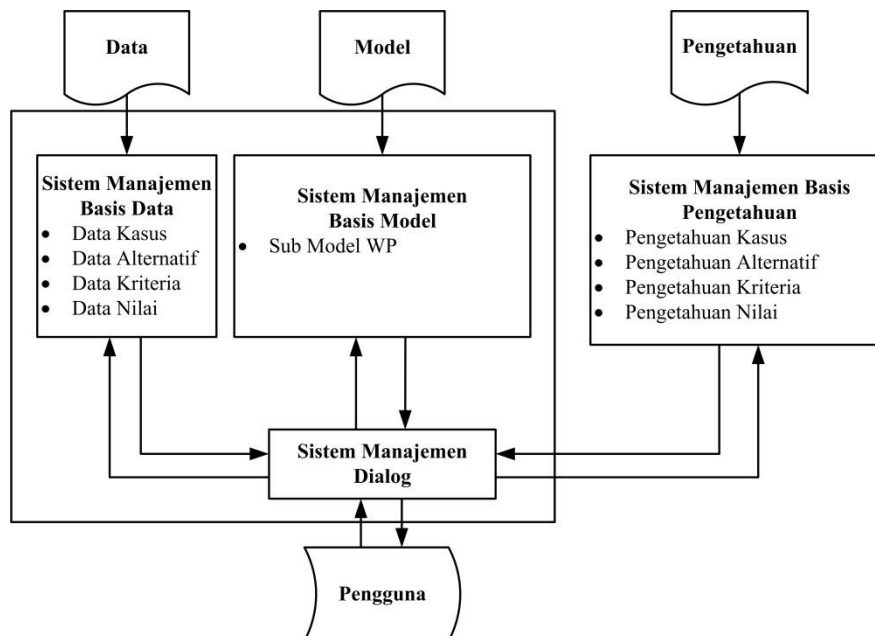 Data
Model
Pengetahuan
Sistem Manajemen
Basis Data
• Data Kasus
• Data Alternatif
• Data Kriteria
• Data Nilai
Sistem Manajemen
Basis Model
• Sub Model WP
Sistem Manajemen Basis
Pengetahuan
• Pengetahuan Kasus
• Pengetahuan Alternatif
• Pengetahuan Kriteria
• Pengetahuan Nilai
Sistem Manajemen
Dialog
Pengguna